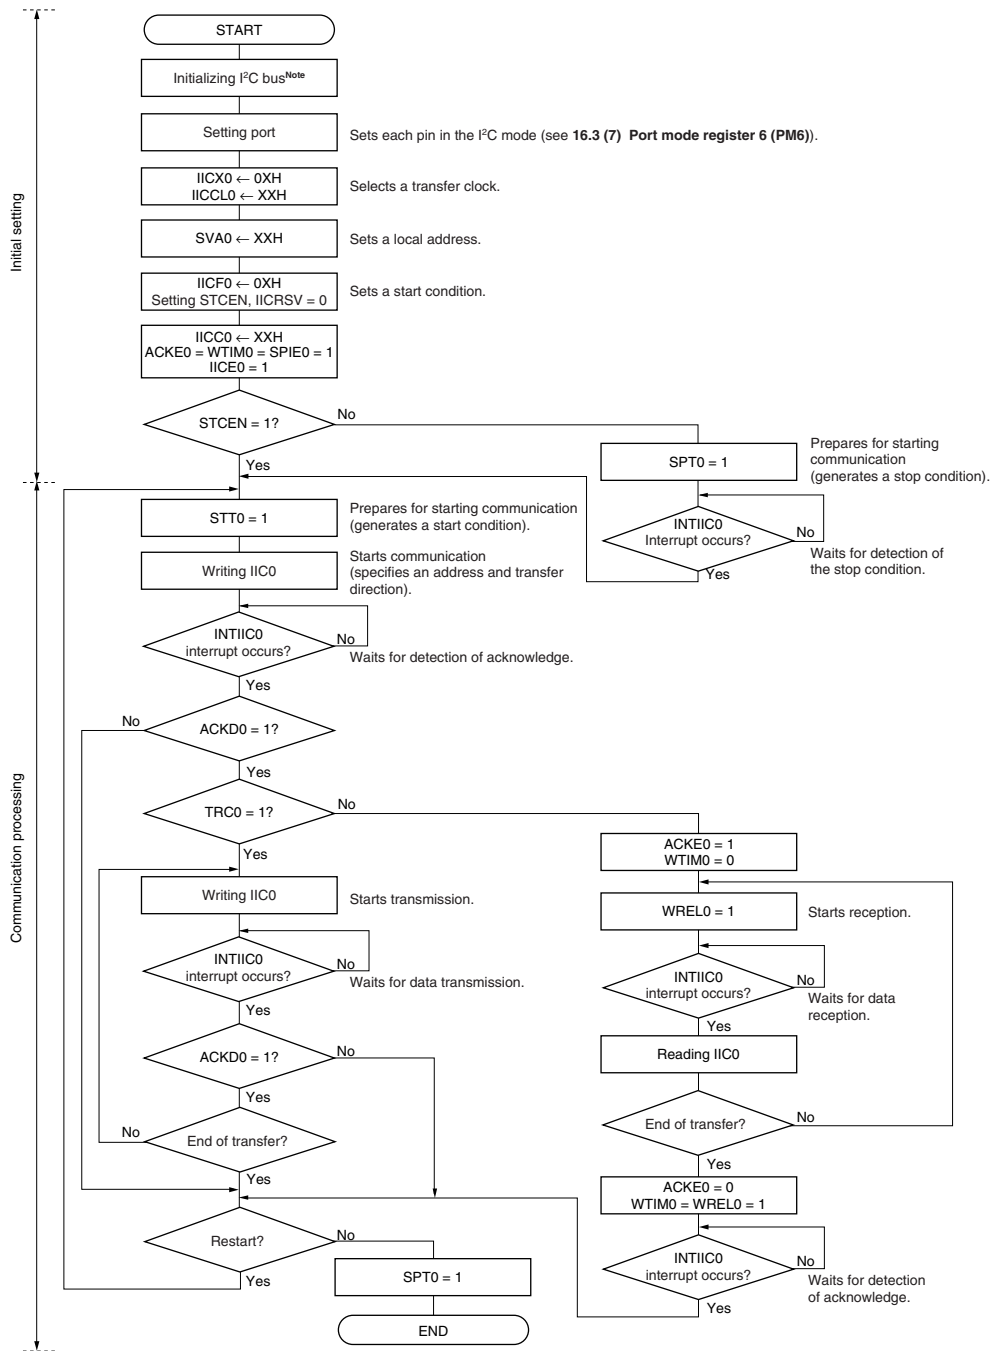 START
Initializing I²C bus^Note
Setting port
Sets each pin in the I²C mode (see 16.3 (7) Port mode register 6 (PM6)).
IICX0 ← 0XH
IICCL0 ← XXH
Selects a transfer clock.
SVA0 ← XXH
Sets a local address.
IICF0 ← 0XH
Setting STCEN, IICRSV = 0
Sets a start condition.
IICC0 ← XXH
ACKE0 = WTIM0 = SPIE0 = 1
IICE0 = 1
Initial setting
STCEN = 1?
No
Yes
SPT0 = 1
Prepares for starting
communication
(generates a stop condition).
INTIIC0
Interrupt occurs?
No
Waits for detection of
the stop condition.
Yes
STT0 = 1
Prepares for starting communication
(generates a start condition).
Writing IIC0
Starts communication
(specifies an address and transfer
direction).
INTIIC0
interrupt occurs?
No
Waits for detection of acknowledge.
Yes
No
ACKD0 = 1?
Yes
TRC0 = 1?
No
Yes
Communication processing
Writing IIC0
Starts transmission.
INTIIC0
interrupt occurs?
No
Waits for data transmission.
Yes
ACKD0 = 1?
No
Yes
No
End of transfer?
Yes
ACKE0 = 1
WTIM0 = 0
WREL0 = 1
Starts reception.
INTIIC0
interrupt occurs?
No
Waits for data
reception.
Yes
Reading IIC0
End of transfer?
No
Yes
ACKE0 = 0
WTIM0 = WREL0 = 1
INTIIC0
interrupt occurs?
No
Waits for detection
of acknowledge.
Yes
Restart?
No
Yes
SPT0 = 1
END